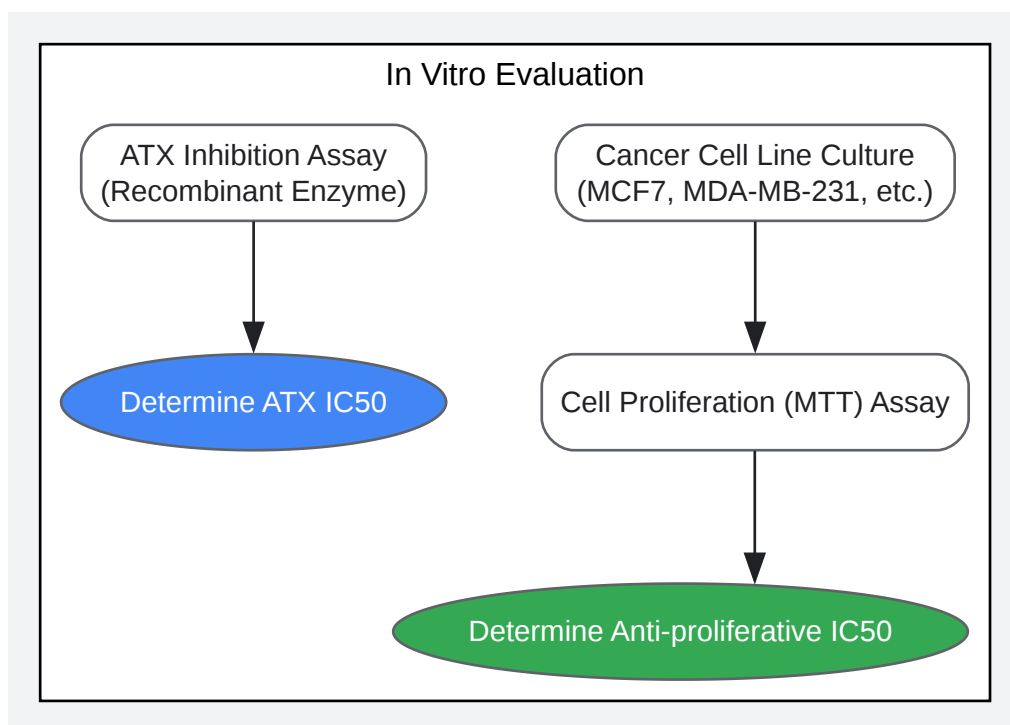 In Vitro Evaluation
ATX Inhibition Assay
(Recombinant Enzyme)
Cancer Cell Line Culture
(MCF7, MDA-MB-231, etc.)
Determine ATX IC50
Cell Proliferation (MTT) Assay
Determine Anti-proliferative IC50